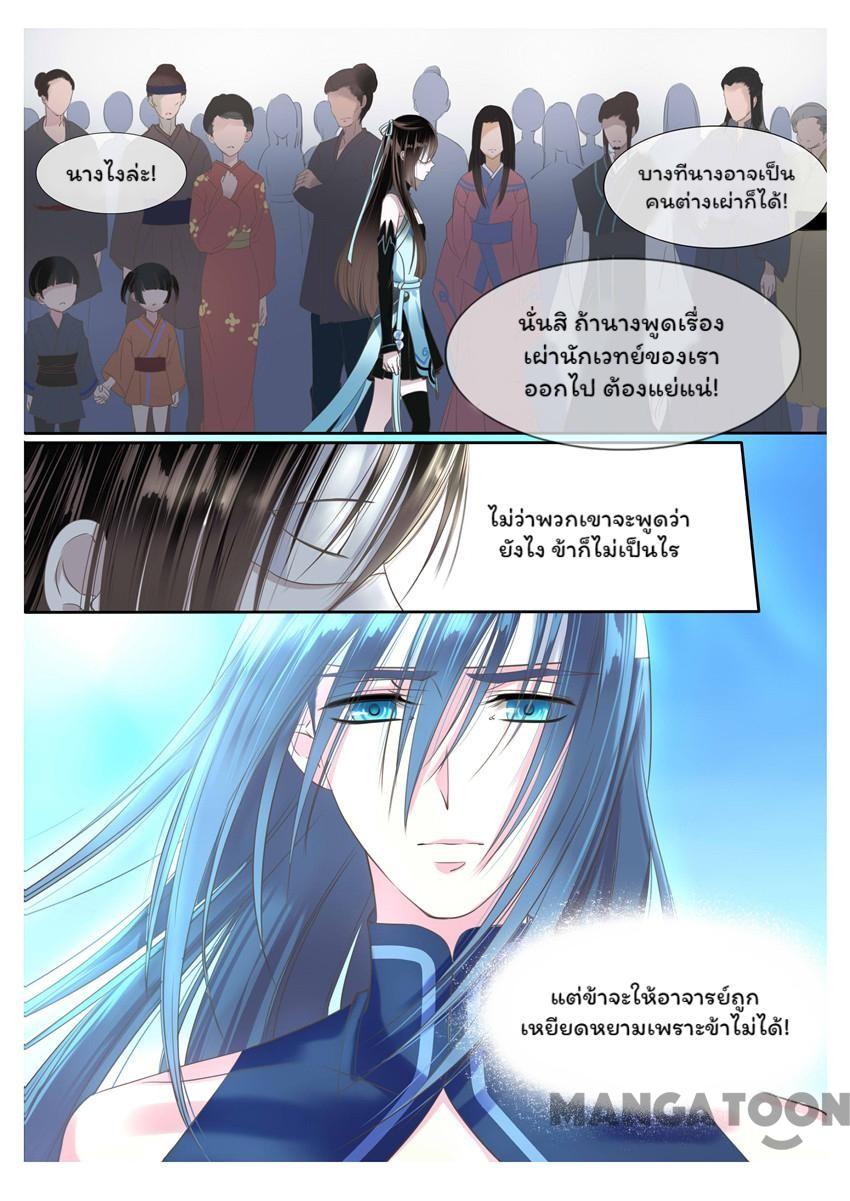 นางไงล่ะ!
บางทีนางอาจเป็น
คนต่างเผ่าก็ได้!
นั่นสิ ถ้านางพูดเรื่อง
เผ่านักเวทย์ของเรา
ออกไป ต้องแย่แน่!
ไม่ว่าพวกเขาจะพูดว่า
ยังไง ข้าก็ไม่เป็นไร
แต่ข้าจะให้อาจารย์ถูก
เหยียดหยามเพราะข้าไม่ได้!
MANGATOON